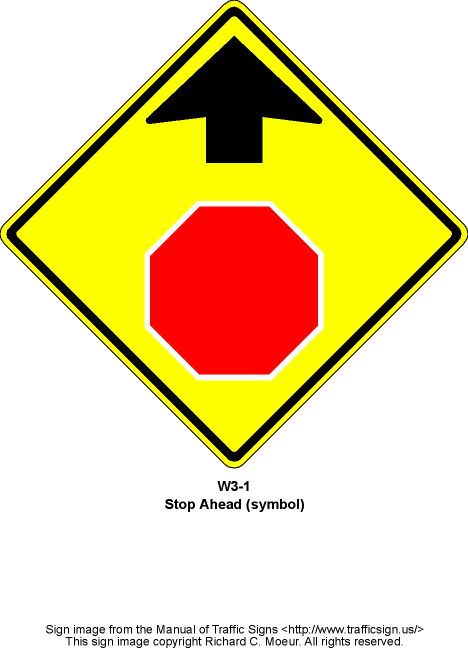 W3-1
Stop Ahead (symbol)
Sign image from the Manual of Traffic Signs <http://www.trafficsign.us/>
This sign image copyright Richard C. Moeur. All rights reserved.